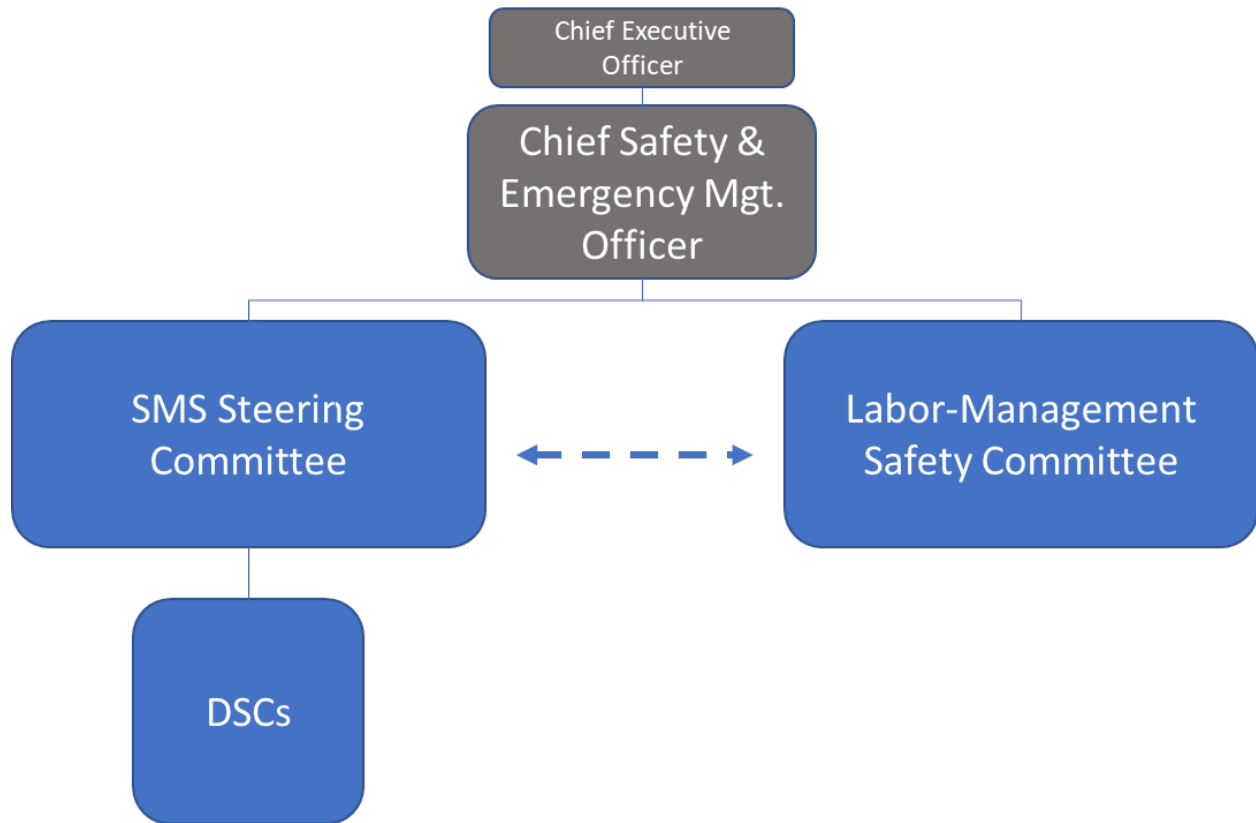 Chief Executive
Officer
Chief Safety &
Emergency Mgt.
Officer
SMS Steering
Committee
Labor-Management
Safety Committee
DSCs